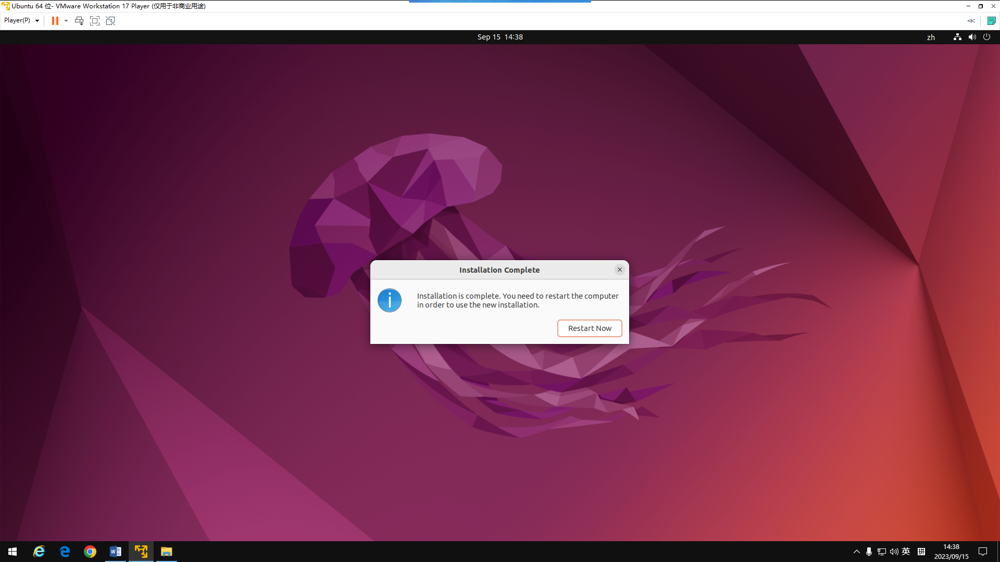 Ubuntu 64 位- VMware Workstation 17 Player (仅用于非商业用途)
Player(P)
Sep 15 14:38
zh
Installation Complete
Installation is complete. You need to restart the computer
in order to use the new installation.
Restart Now
英
拼
14:38
2023/09/15